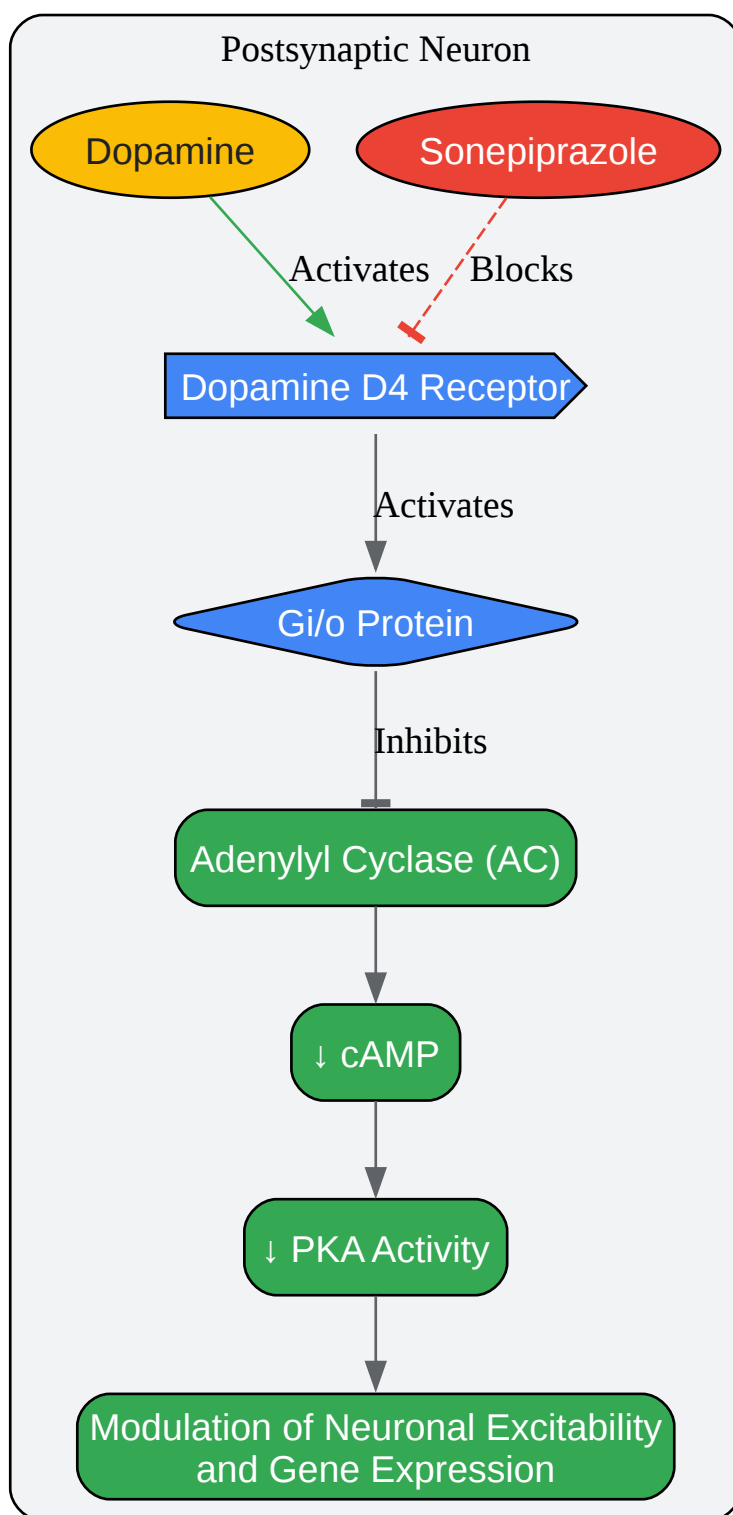 Postsynaptic Neuron
Dopamine
Sonepiprazole
Activates
Blocks
Dopamine D4 Receptor
Activates
Gi/o Protein
Inhibits
Adenylyl Cyclase (AC)
↓ cAMP
↓ PKA Activity
Modulation of Neuronal Excitability
and Gene Expression